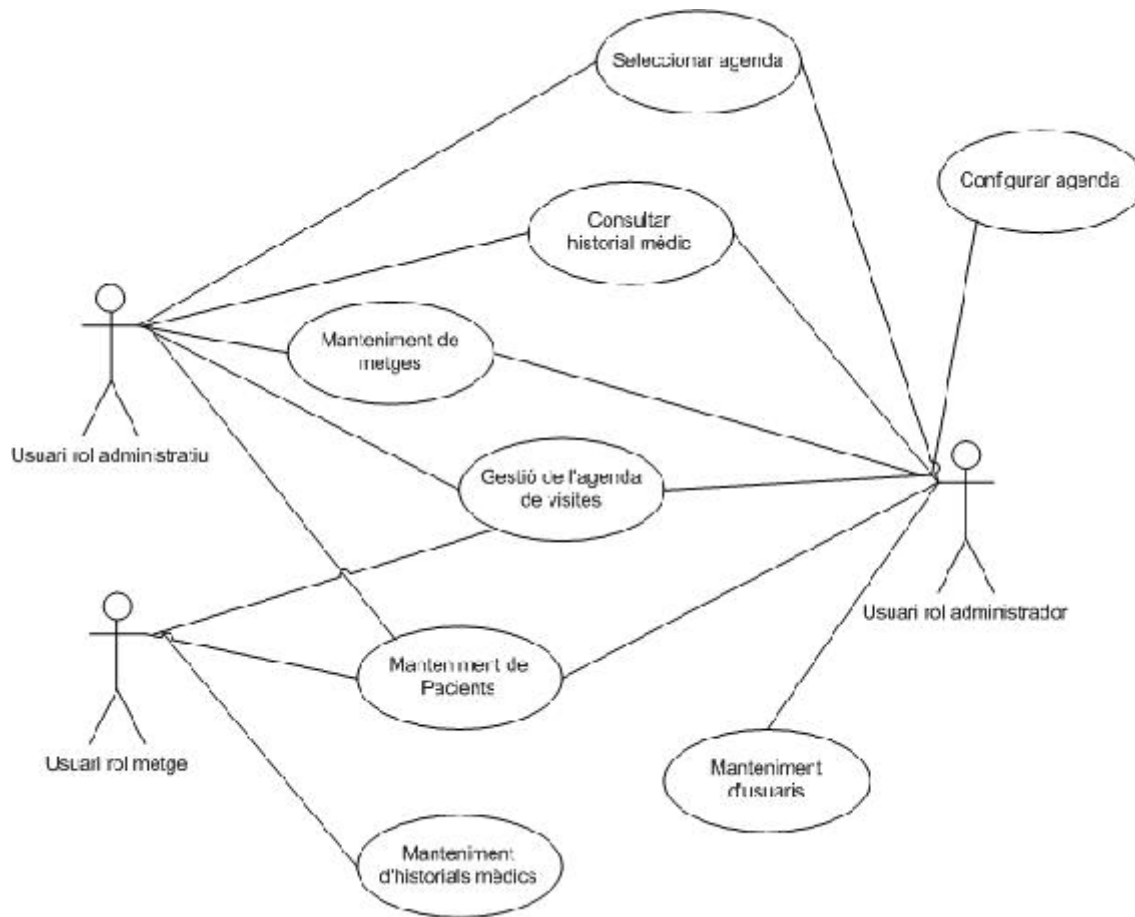 Seleccionar agenda
Configurar agenda
Consultar
historial mèdic
Manteniment de
metges
Usuari rol administratiu
Gestió de l'agenda
de visites
Usuari rol administrador
Manteniment de
Pacients
Usuari rol metge
Manteniment
d'usuaris
Manteniment
d'historials mèdics